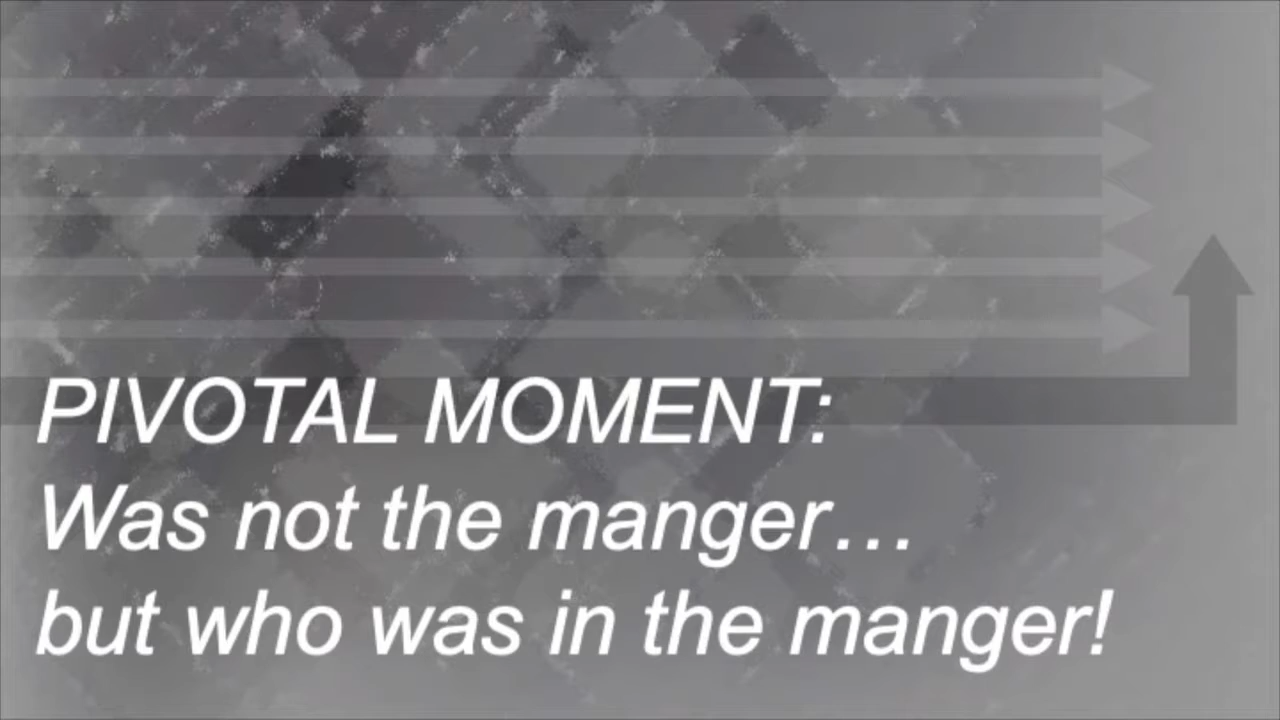 PIVOTAL MOMENT:
Was not the manger…
but who was in the manger!